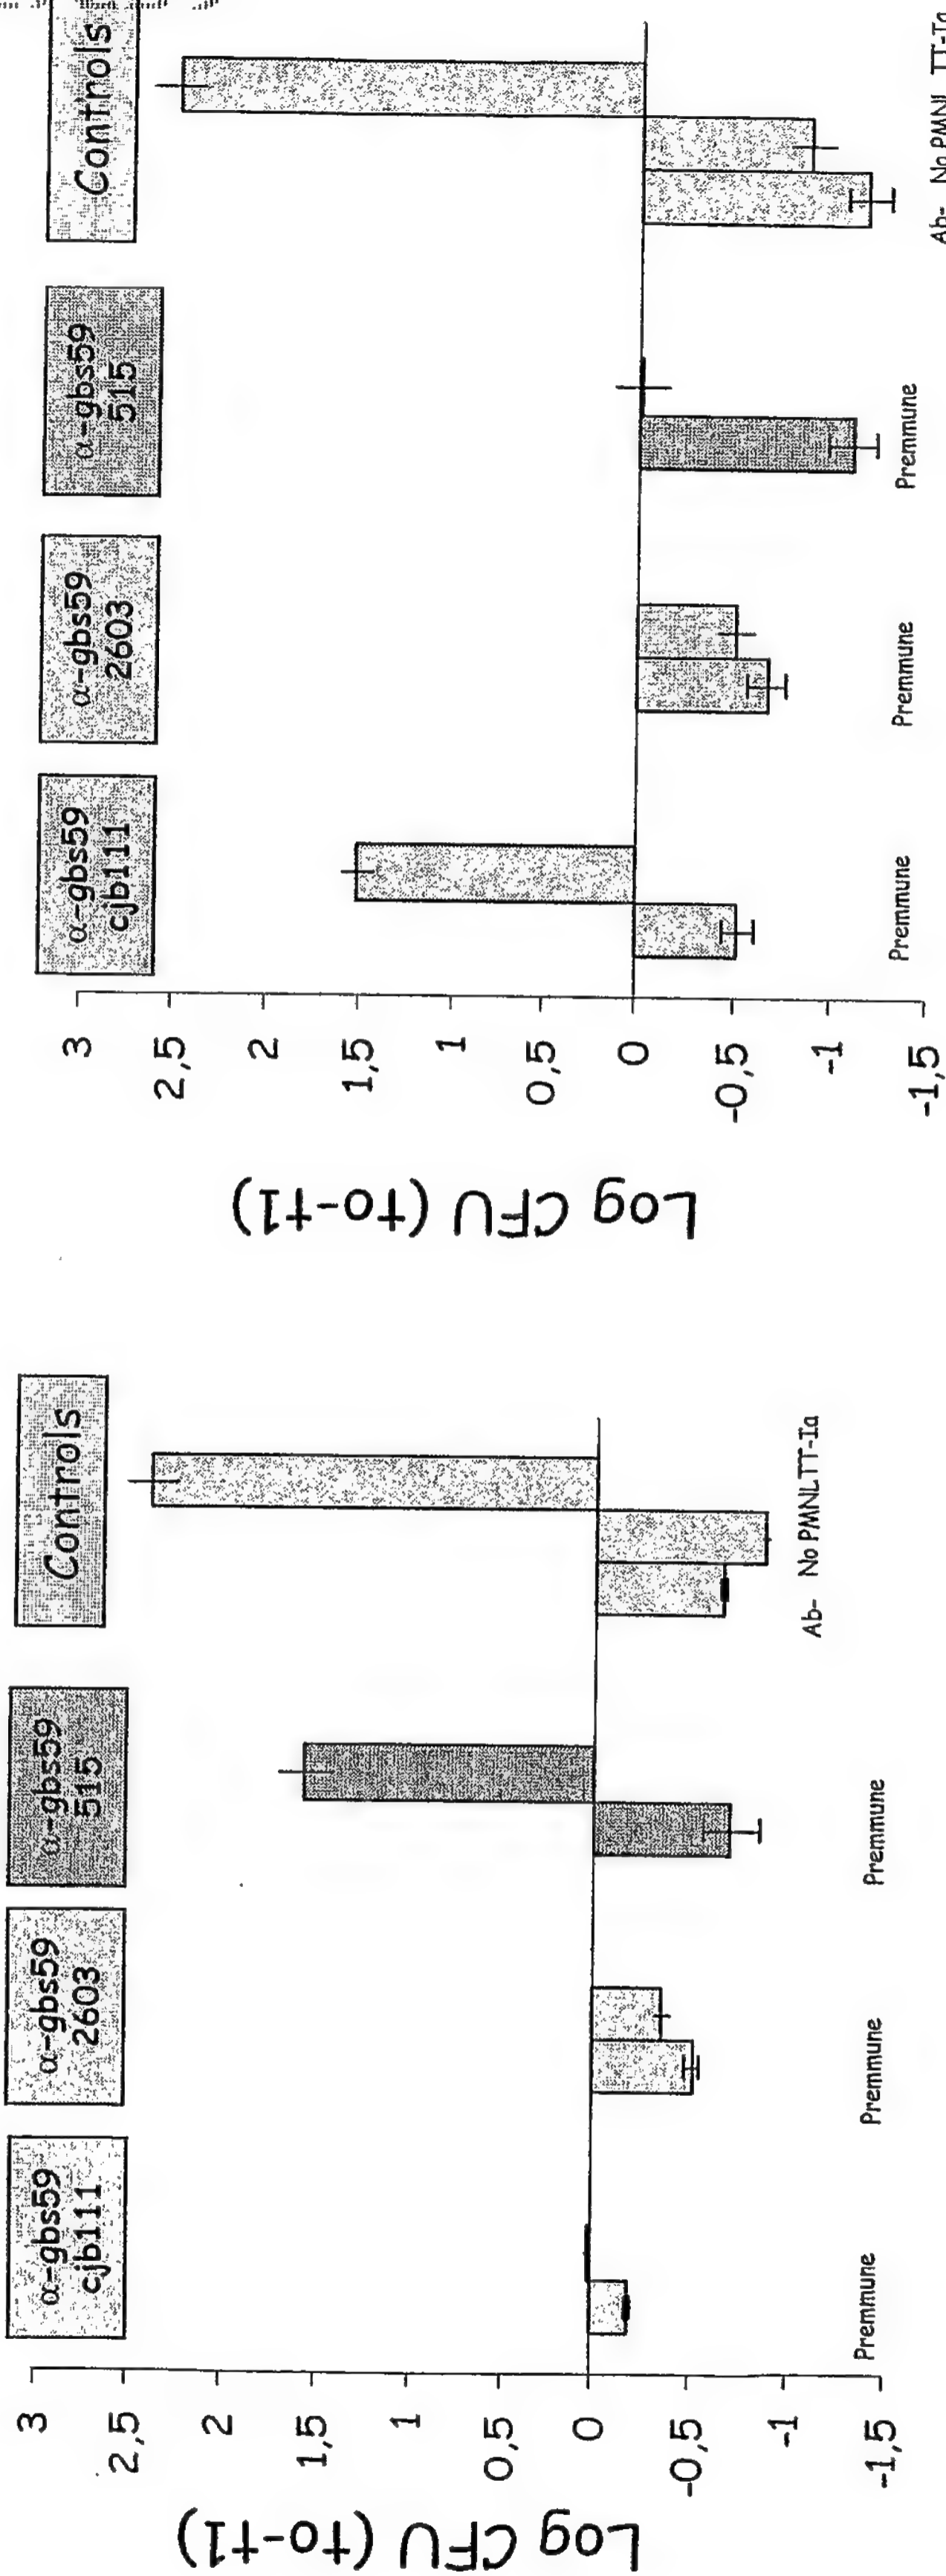 α-gbs59
cjb111
α-gbs59
2603
α-gbs59
515
Controls
Log CFU (to-t1)
3
2,5
2
1,5
1
0,5
0
-0,5
-1
-1,5
Premmune
Premmune
Premmune
Ab- No PMNLTT-Ia
α-gbs59
cjb111
α-gbs59
2603
α-gbs59
515
Controls
Log CFU (to-t1)
3
2,5
2
1,5
1
0,5
0
-0,5
-1
-1,5
Premmune
Premmune
Premmune
Ab- No PMNL TT-Ia